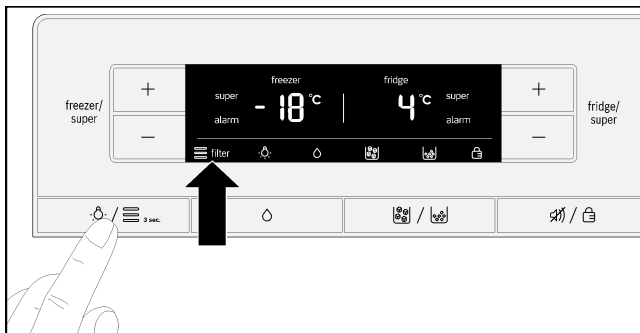 freezer/
super
+
−
freezer
super
alarm
-18 °C
fridge
4 °C
super
alarm
filter
+
−
fridge/
super
/
3 sec.
/
/